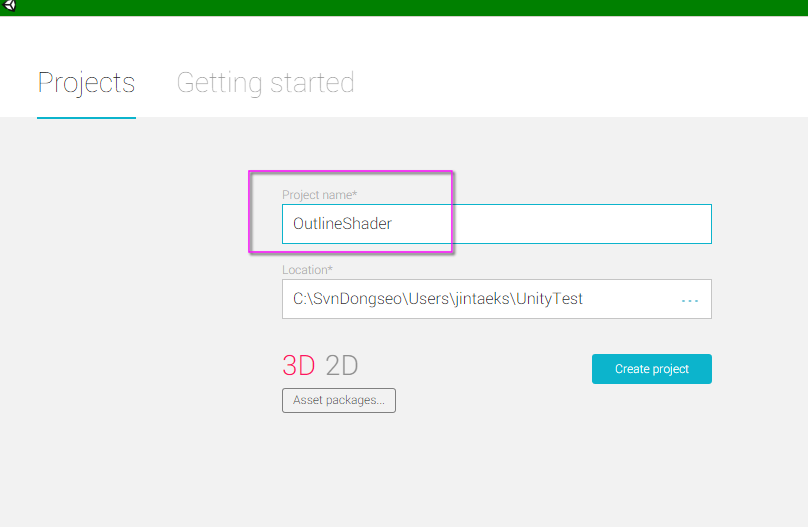 Projects Getting started
Project name*
OutlineShader
Location*
C:\SvnDongseo\Users\jintaeks\UnityTest ...
3D 2D
Create project
Asset packages...